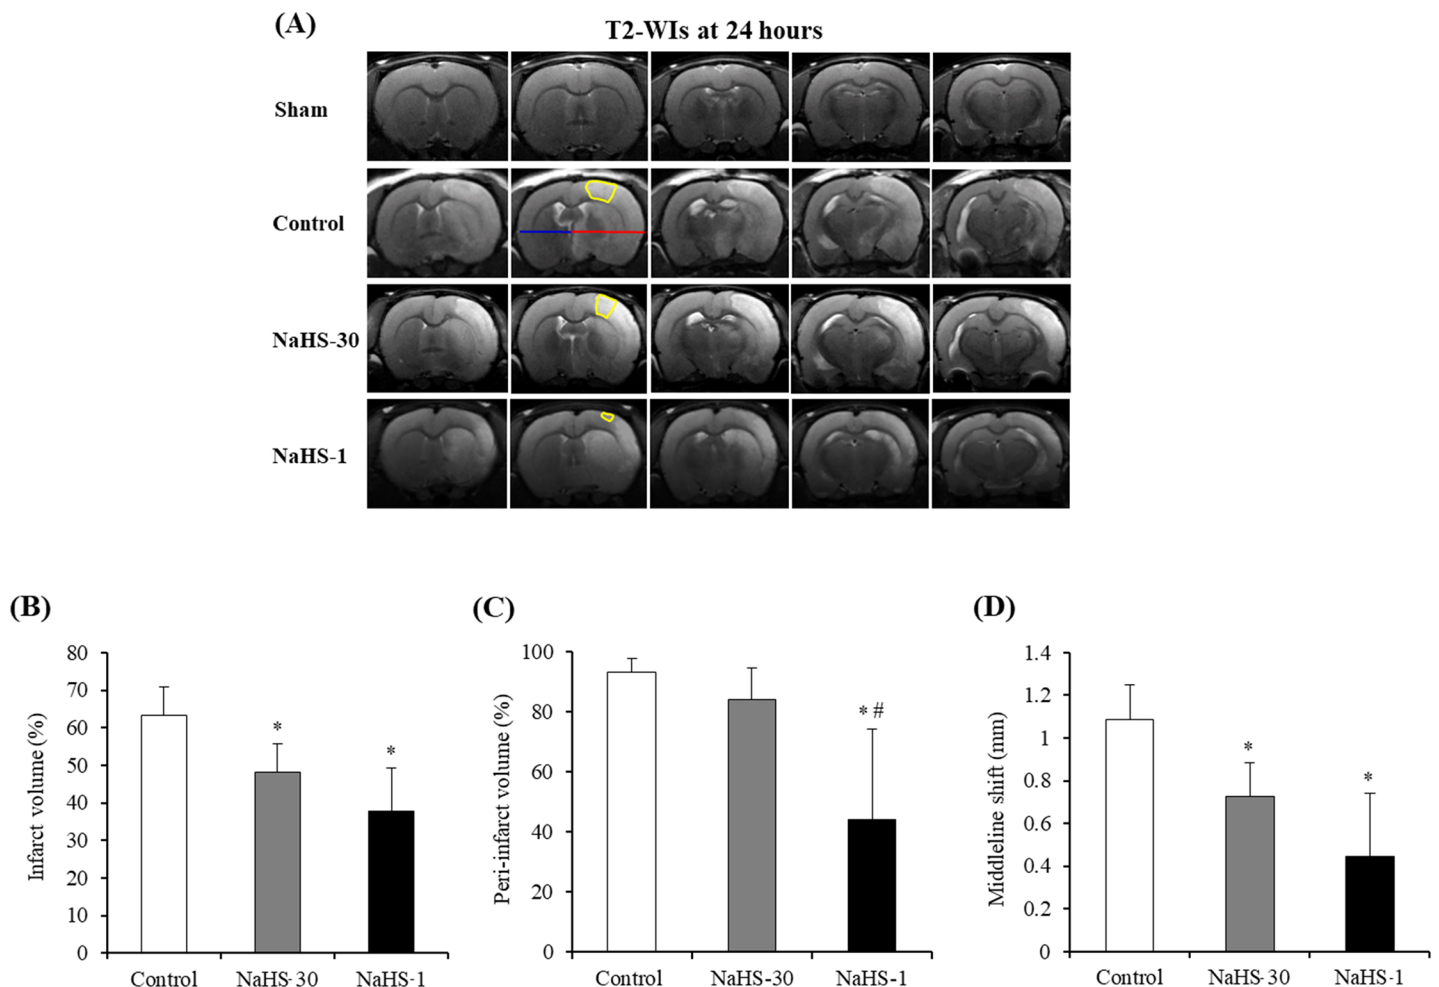 (A)
T2-WIs at 24 hours
Sham
Control
NaHS-30
NaHS-1
(B)
Infarct volume (%)
80
70
60
50
40
30
20
10
0
*
*
Control NaHS-30 NaHS-1
(C)
Peri-infarct volume (%)
100
80
60
40
20
0
* #
Control NaHS-30 NaHS-1
(D)
Middleline shift (mm)
1.4
1.2
1
0.8
0.6
0.4
0.2
0
*
*
Control NaHS-30 NaHS-1